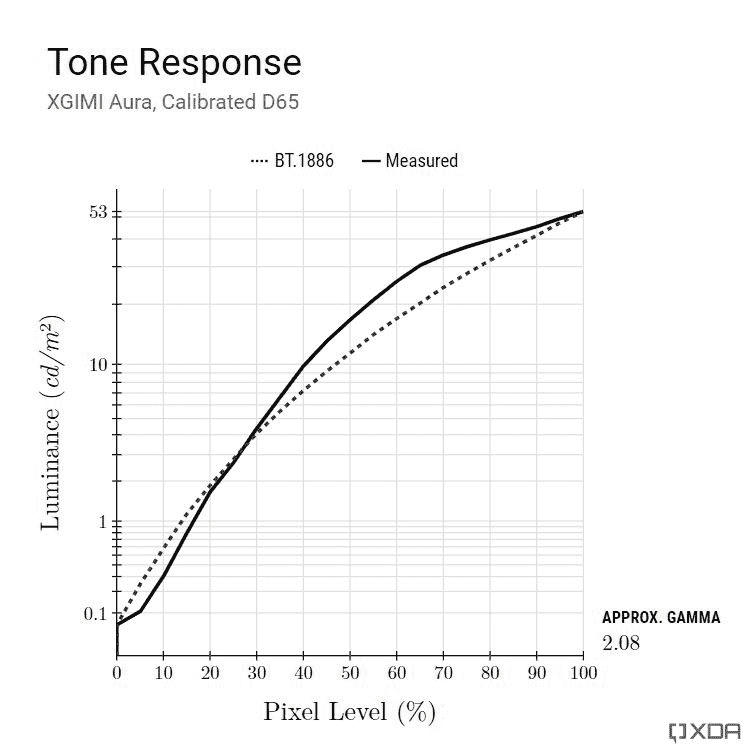 Tone Response
XGIMI Aura, Calibrated D65
BT.1886 Measured
53
10
1
0.1
Luminance (cd/m²)
0 10 20 30 40 50 60 70 80 90 100
Pixel Level (%)
APPROX. GAMMA
2.08
XDA